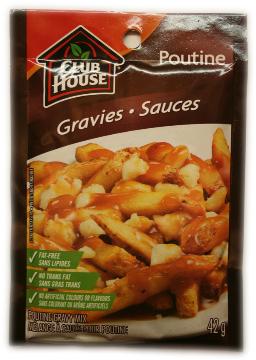 CLUB
HOUSE
Poutine
Gravies • Sauces
FAT-FREE
SANS LIPIDES
NO TRANS FAT
SANS GRAS TRANS
NO ARTIFICIAL COLOURS OR FLAVOURS
SANS COLORANT OU ARÔME ARTIFICIELS
POUTINE GRAVY MIX
MÉLANGE À SAUCE POUR POUTINE
42 g